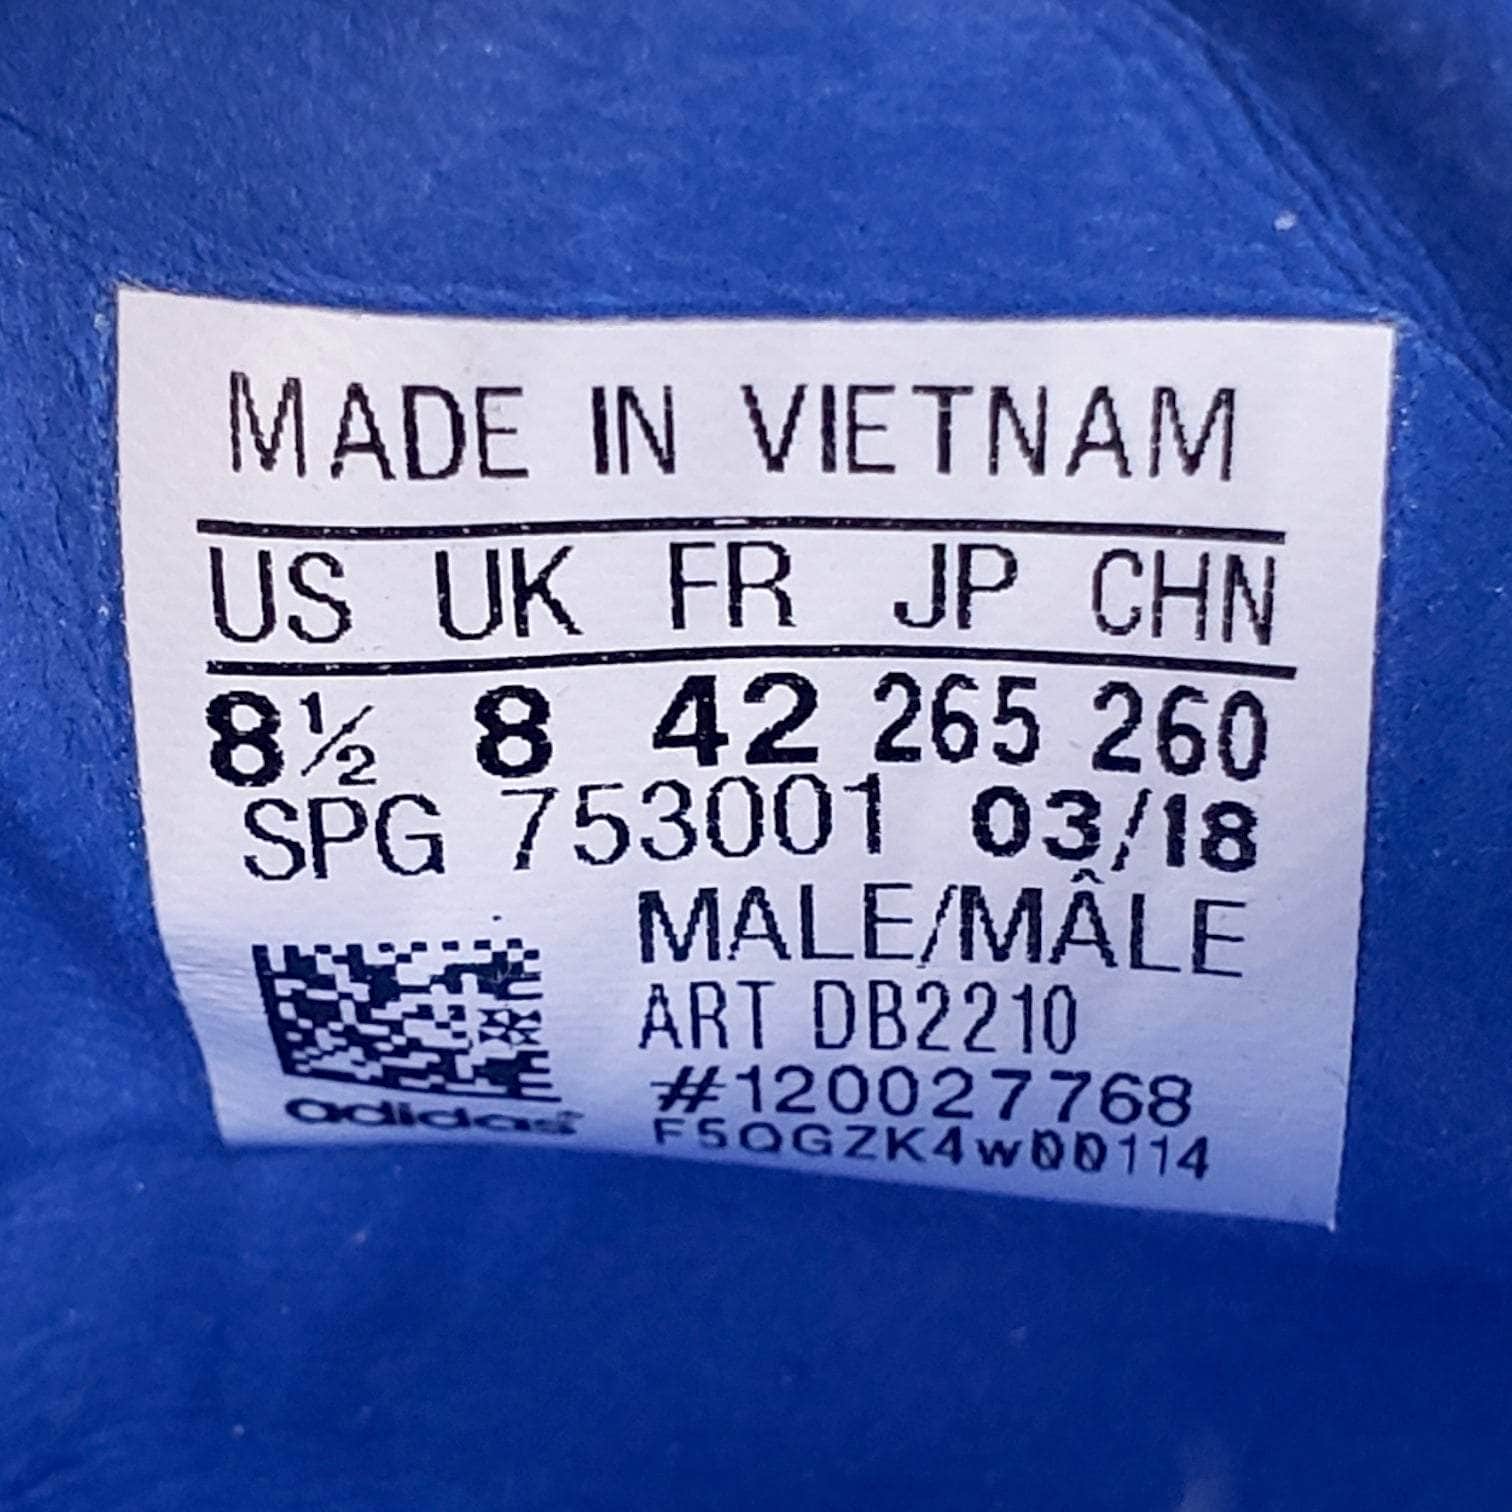 MADE IN VIETNAM
US UK FR JP CHN
8½ 8 42 265 260
SPG 753001 03/18
MALE/MÂLE
ART DB2210
#120027768
adidas
F5QGZK4W00114